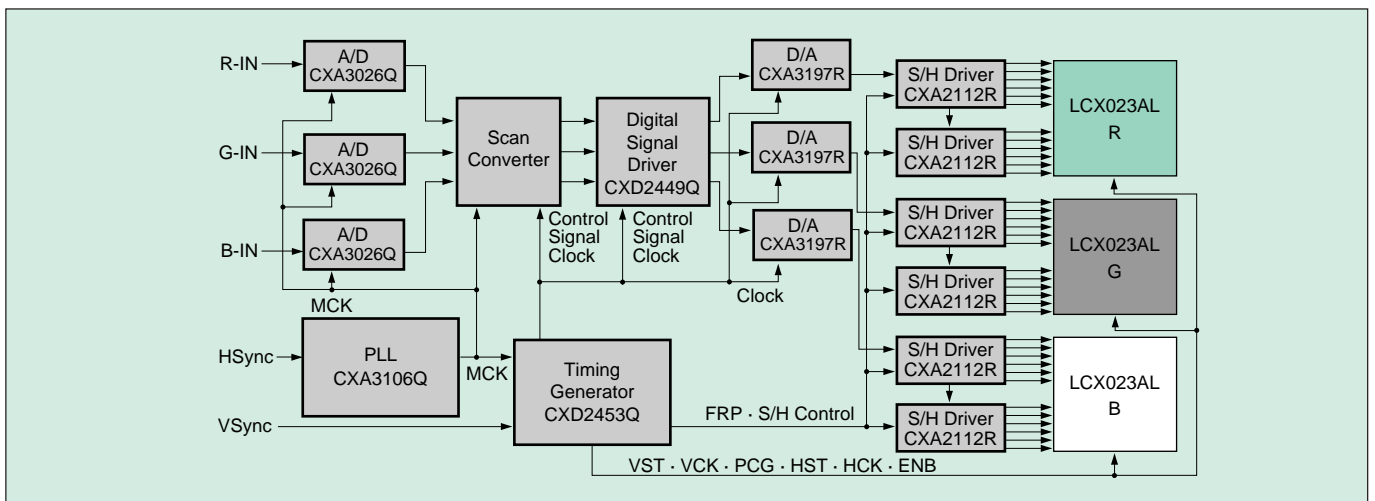 R-IN
A/D
CXA3026Q
G-IN
A/D
CXA3026Q
B-IN
A/D
CXA3026Q
MCK
HSync
PLL
CXA3106Q
MCK
VSync
Scan
Converter
Digital
Signal
Driver
CXD2449Q
Control
Signal
Clock
Control
Signal
Clock
Timing
Generator
CXD2453Q
D/A
CXA3197R
D/A
CXA3197R
D/A
CXA3197R
Clock
FRP · S/H Control
VST · VCK · PCG · HST · HCK · ENB
S/H Driver
CXA2112R
S/H Driver
CXA2112R
S/H Driver
CXA2112R
S/H Driver
CXA2112R
S/H Driver
CXA2112R
S/H Driver
CXA2112R
LCX023AL
R
LCX023AL
G
LCX023AL
B